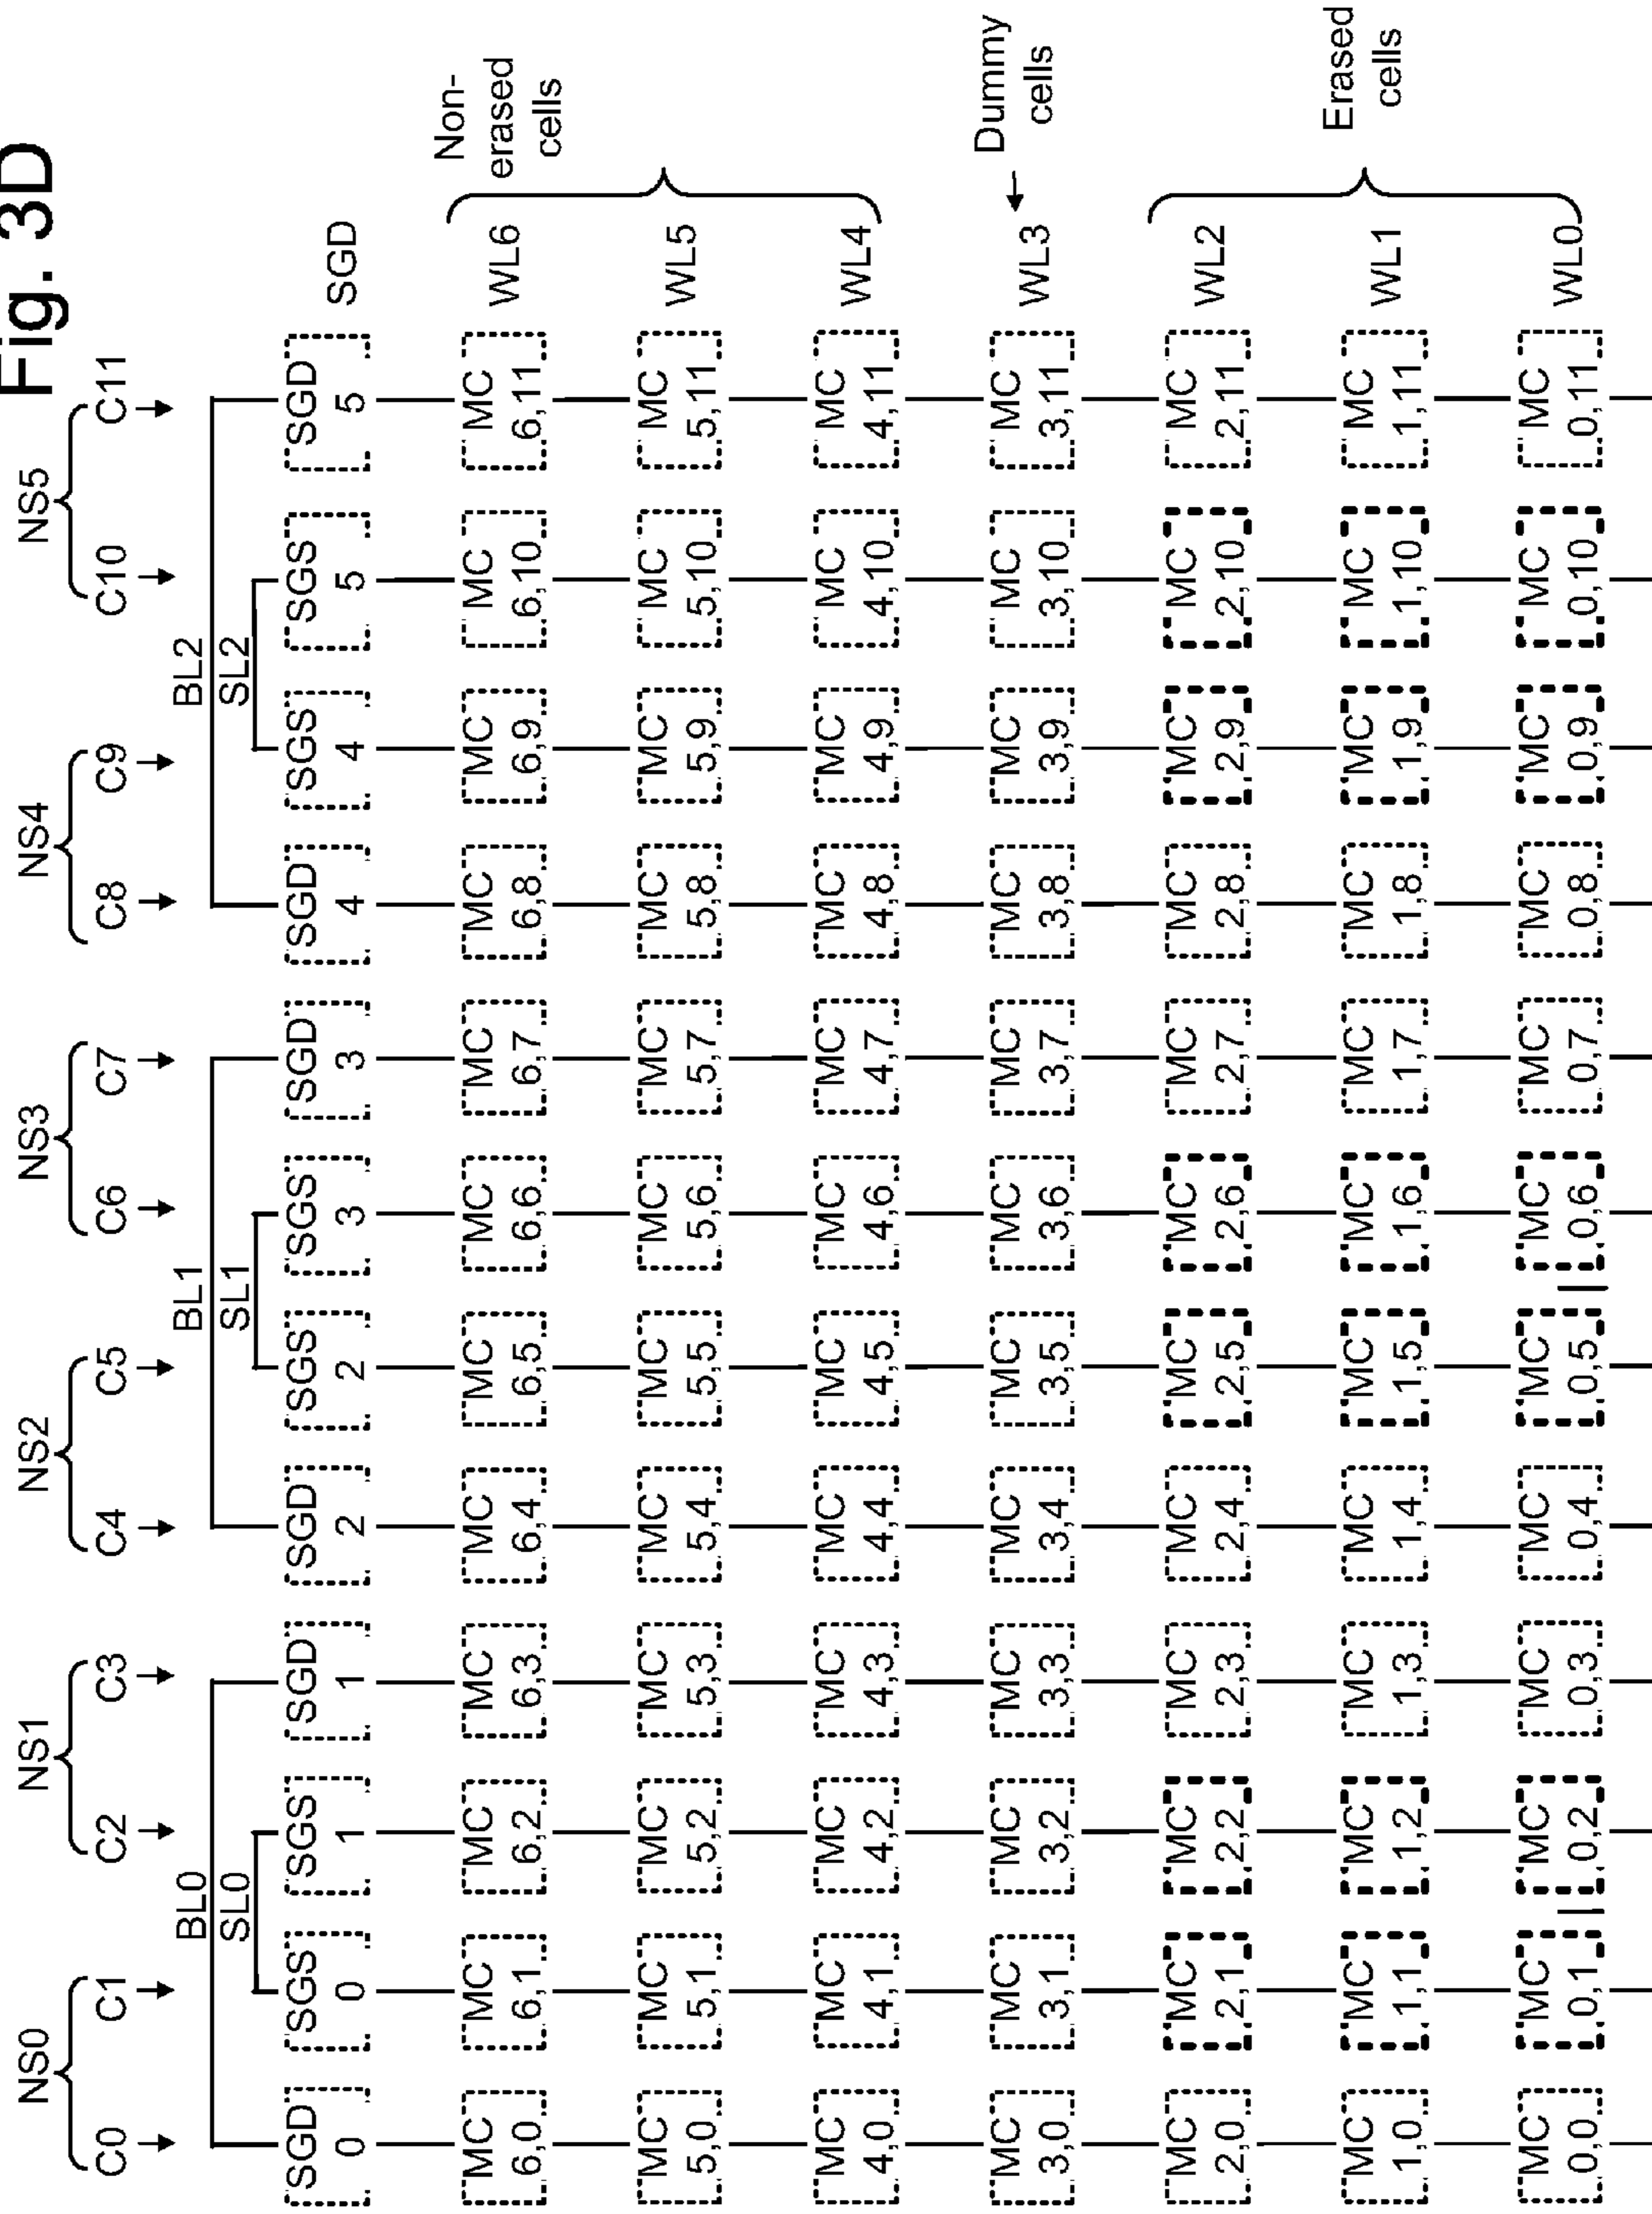 Fig. 3D
NS0 NS1 NS2 NS3 NS4 NS5
C0 C1 C2 C3 C4 C5 C6 C7 C8 C9 C10 C11
BL0 BL1 BL2
SL0 SL1 SL2
SGD SGS SGS SGD SGD SGS SGS SGD SGD SGS SGS SGD SGD
0 0 1 1 2 2 3 3 4 4 5 5
MC MC MC MC MC MC MC MC MC MC MC MC WL6
6,0 6,1 6,2 6,3 6,4 6,5 6,6 6,7 6,8 6,9 6,10 6,11
Non-
erased
cells
MC MC MC MC MC MC MC MC MC MC MC MC WL5
5,0 5,1 5,2 5,3 5,4 5,5 5,6 5,7 5,8 5,9 5,10 5,11
MC MC MC MC MC MC MC MC MC MC MC MC WL4
4,0 4,1 4,2 4,3 4,4 4,5 4,6 4,7 4,8 4,9 4,10 4,11
MC MC MC MC MC MC MC MC MC MC MC MC WL3
3,0 3,1 3,2 3,3 3,4 3,5 3,6 3,7 3,8 3,9 3,10 3,11
Dummy
cells
MC MC MC MC MC MC MC MC MC MC MC MC WL2
2,0 2,1 2,2 2,3 2,4 2,5 2,6 2,7 2,8 2,9 2,10 2,11
MC MC MC MC MC MC MC MC MC MC MC MC WL1
1,0 1,1 1,2 1,3 1,4 1,5 1,6 1,7 1,8 1,9 1,10 1,11
Erased
cells
MC MC MC MC MC MC MC MC MC MC MC MC WL0
0,0 0,1 0,2 0,3 0,4 0,5 0,6 0,7 0,8 0,9 0,10 0,11